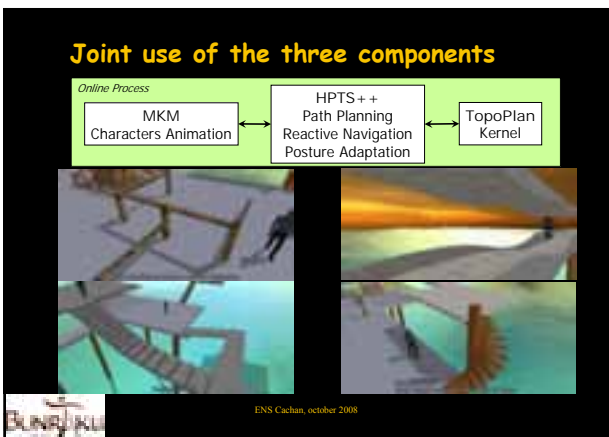 Joint use of the three components
Online Process
MKM
Characters Animation
HPTS++
Path Planning
Reactive Navigation
Posture Adaptation
TopoPlan
Kernel
ENS Cachan, october 2008